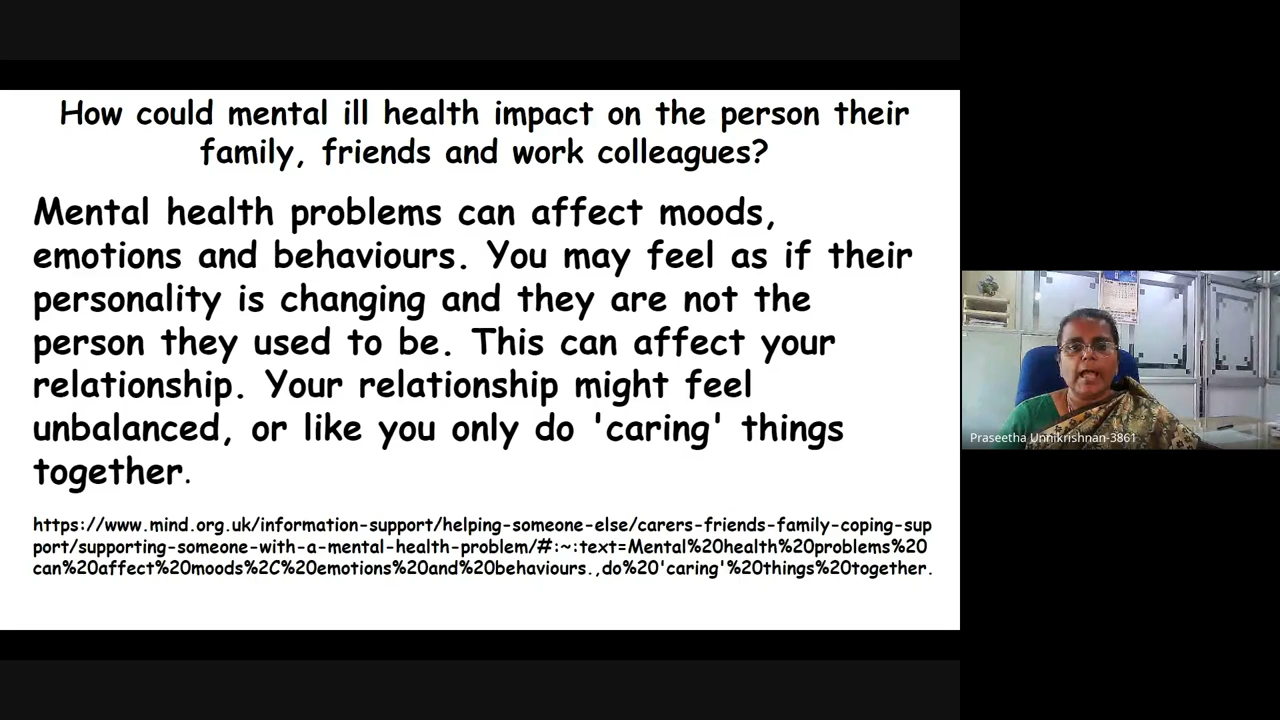 How could mental ill health impact on the person their
family, friends and work colleagues?
Mental health problems can affect moods,
emotions and behaviours. You may feel as if their
personality is changing and they are not the
person they used to be. This can affect your
relationship. Your relationship might feel
unbalanced, or like you only do 'caring' things
together.
https://www.mind.org.uk/information-support/helping-someone-else/carers-friends-family-coping-sup
port/supporting-someone-with-a-mental-health-problem/#:~:text=Mental%20health%20problems%20
can%20affect%20moods%2C%20emotions%20and%20behaviours.,do%20'caring'%20things%20together.
Praseetha Unnikrishnan-3861